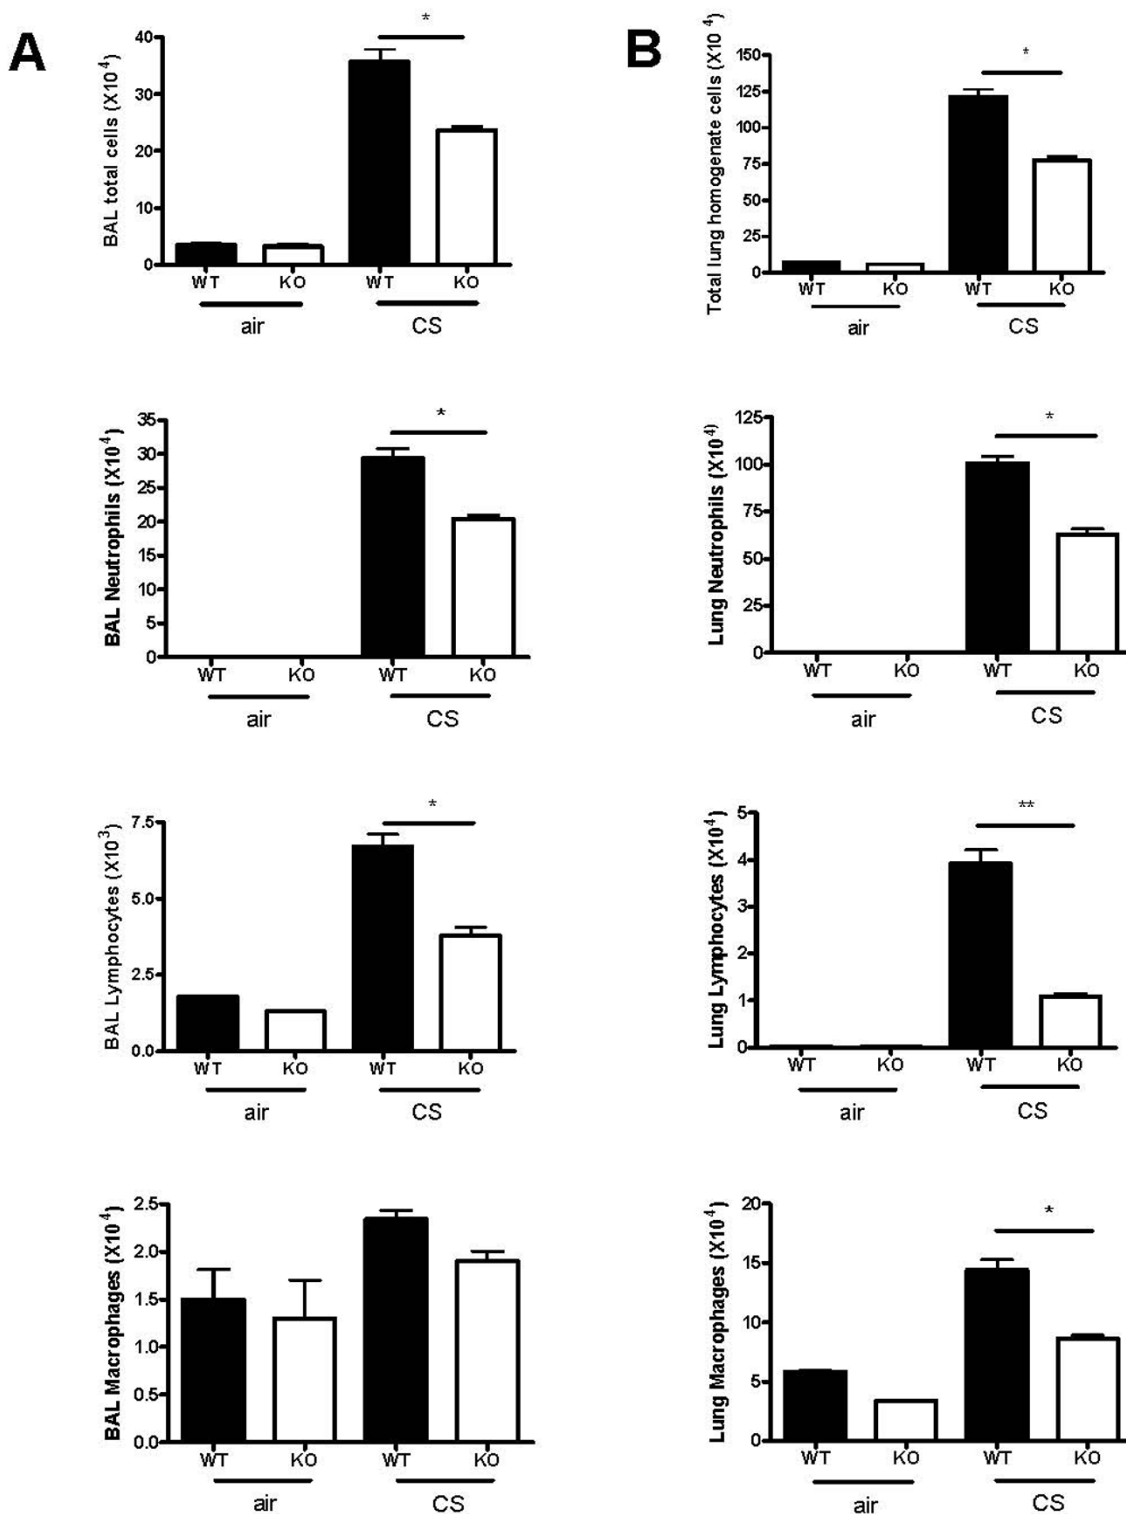 A
*
BAL total cells (X10⁴)
40
30
20
10
0
WT KO WT KO
air CS
B
*
Total lung homogenate cells (X10⁴)
150
125
100
75
50
25
0
WT KO WT KO
air CS
*
BAL Neutrophils (X10⁴)
35
30
25
20
15
10
5
0
WT KO WT KO
air CS
*
Lung Neutrophils (X10⁴⁾
125
100
75
50
25
0
WT KO WT KO
air CS
*
BAL Lymphocytes (X10³)
7.5
5.0
2.5
0.0
WT KO WT KO
air CS
**
Lung Lymphocytes (X10⁴)
5
4
3
2
1
0
WT KO WT KO
air CS
BAL Macrophages (X10⁴)
2.5
2.0
1.5
1.0
0.5
0.0
WT KO WT KO
air CS
*
Lung Macrophages (X10⁴)
20
15
10
5
0
WT KO WT KO
air CS